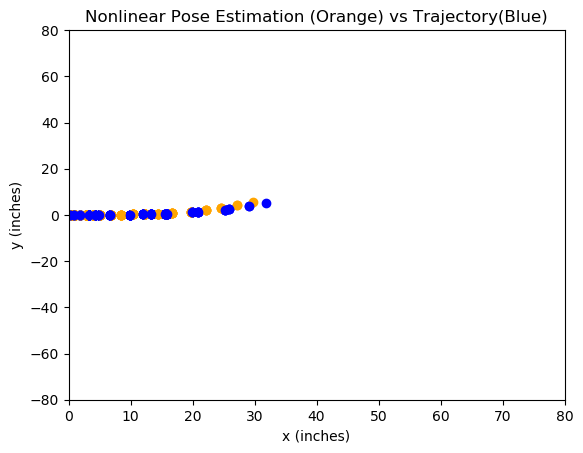 Nonlinear Pose Estimation (Orange) vs Trajectory(Blue)
80
60
40
20
0
−20
−40
−60
−80
y (inches)
0 10 20 30 40 50 60 70 80
x (inches)